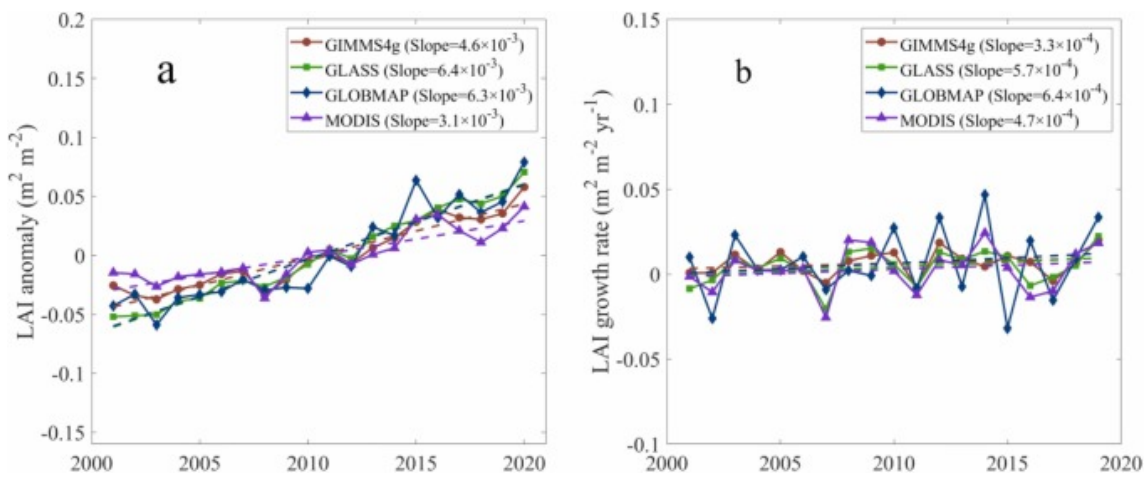 a
GIMMS4g (Slope=4.6×10⁻³)
GLASS (Slope=6.4×10⁻³)
GLOBMAP (Slope=6.3×10⁻³)
MODIS (Slope=3.1×10⁻³)
LAI anomaly (m² m⁻²)
0.2
0.15
0.1
0.05
0
-0.05
-0.1
-0.15
2000
2005
2010
2015
2020
b
GIMMS4g (Slope=3.3×10⁻⁴)
GLASS (Slope=5.7×10⁻⁴)
GLOBMAP (Slope=6.4×10⁻⁴)
MODIS (Slope=4.7×10⁻⁴)
LAI growth rate (m² m⁻² yr⁻¹)
0.15
0.1
0.05
0
-0.05
-0.1
2000
2005
2010
2015
2020